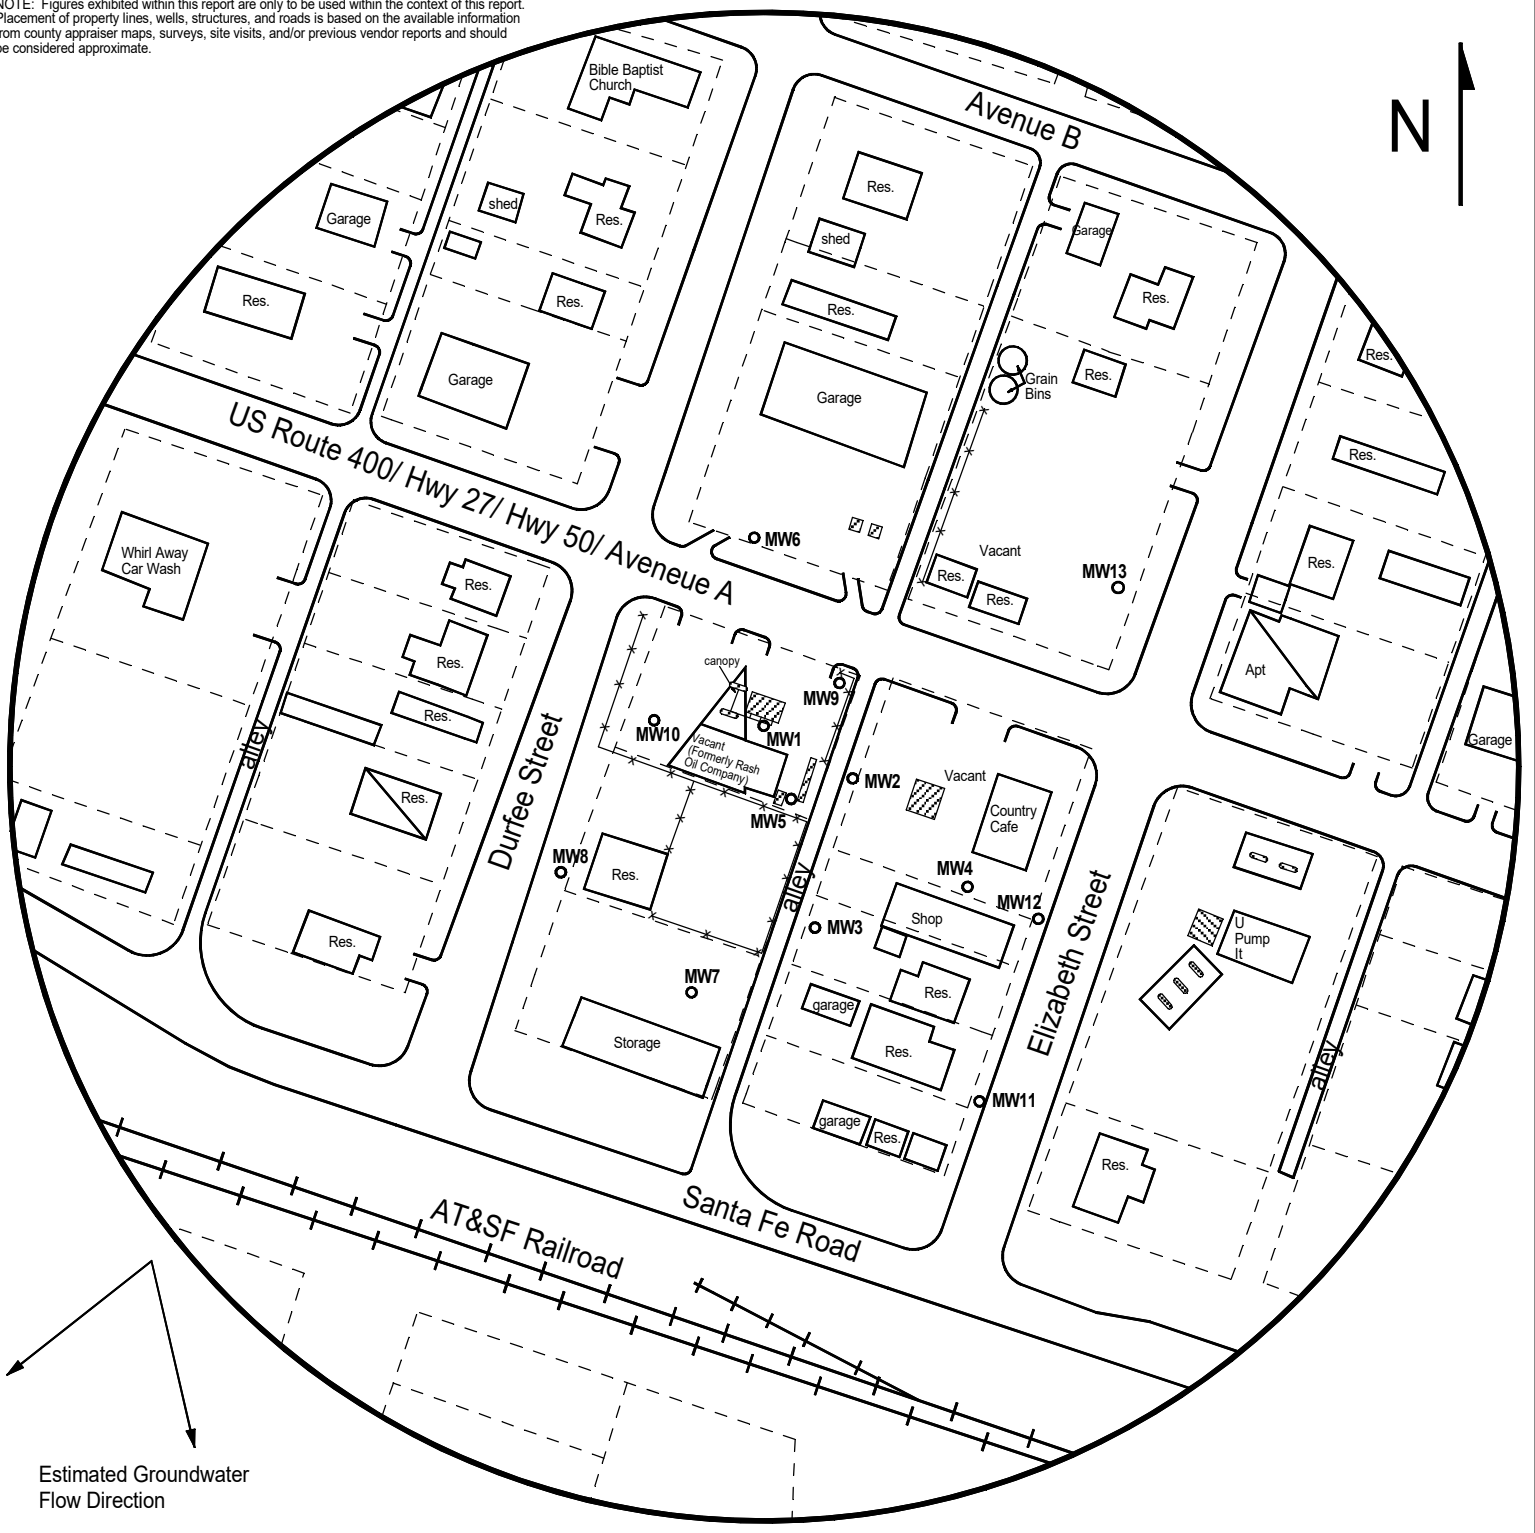 NOTE: Figures exhibited within this report are only to be used within the context of this report.
Placement of property lines, wells, structures, and roads is based on the available information
from county appraiser maps, surveys, site visits, and/or previous vendor reports and should
be considered approximate.
N
Bible Baptist
Church
Avenue B
Res.
shed
Res.
Garage
shed
Garage
Res.
Res.
Res.
Res.
Res.
Garage
Grain
Bins
Res.
Res.
Garage
Res.
US Route 400/ Hwy 27/ Hwy 50/ Aveneue A
MW6
Vacant
Whirl Away
Car Wash
Res.
Res.
Res.
MW13
Res.
Res.
canopy
Apt
MW9
MW10
MW1
Vacant
(Formerly Rash
Oil Company)
Res.
alley
Garage
MW2
Vacant
Durfee Street
Res.
MW5
Country
Cafe
MW8
Res.
alley
MW4
MW12
Shop
MW3
Elizabeth Street
U
Pump
It
Res.
MW7
Res.
garage
Storage
Res.
alley
MW11
garage
Res.
Res.
Santa Fe Road
AT&SF Railroad
Estimated Groundwater
Flow Direction